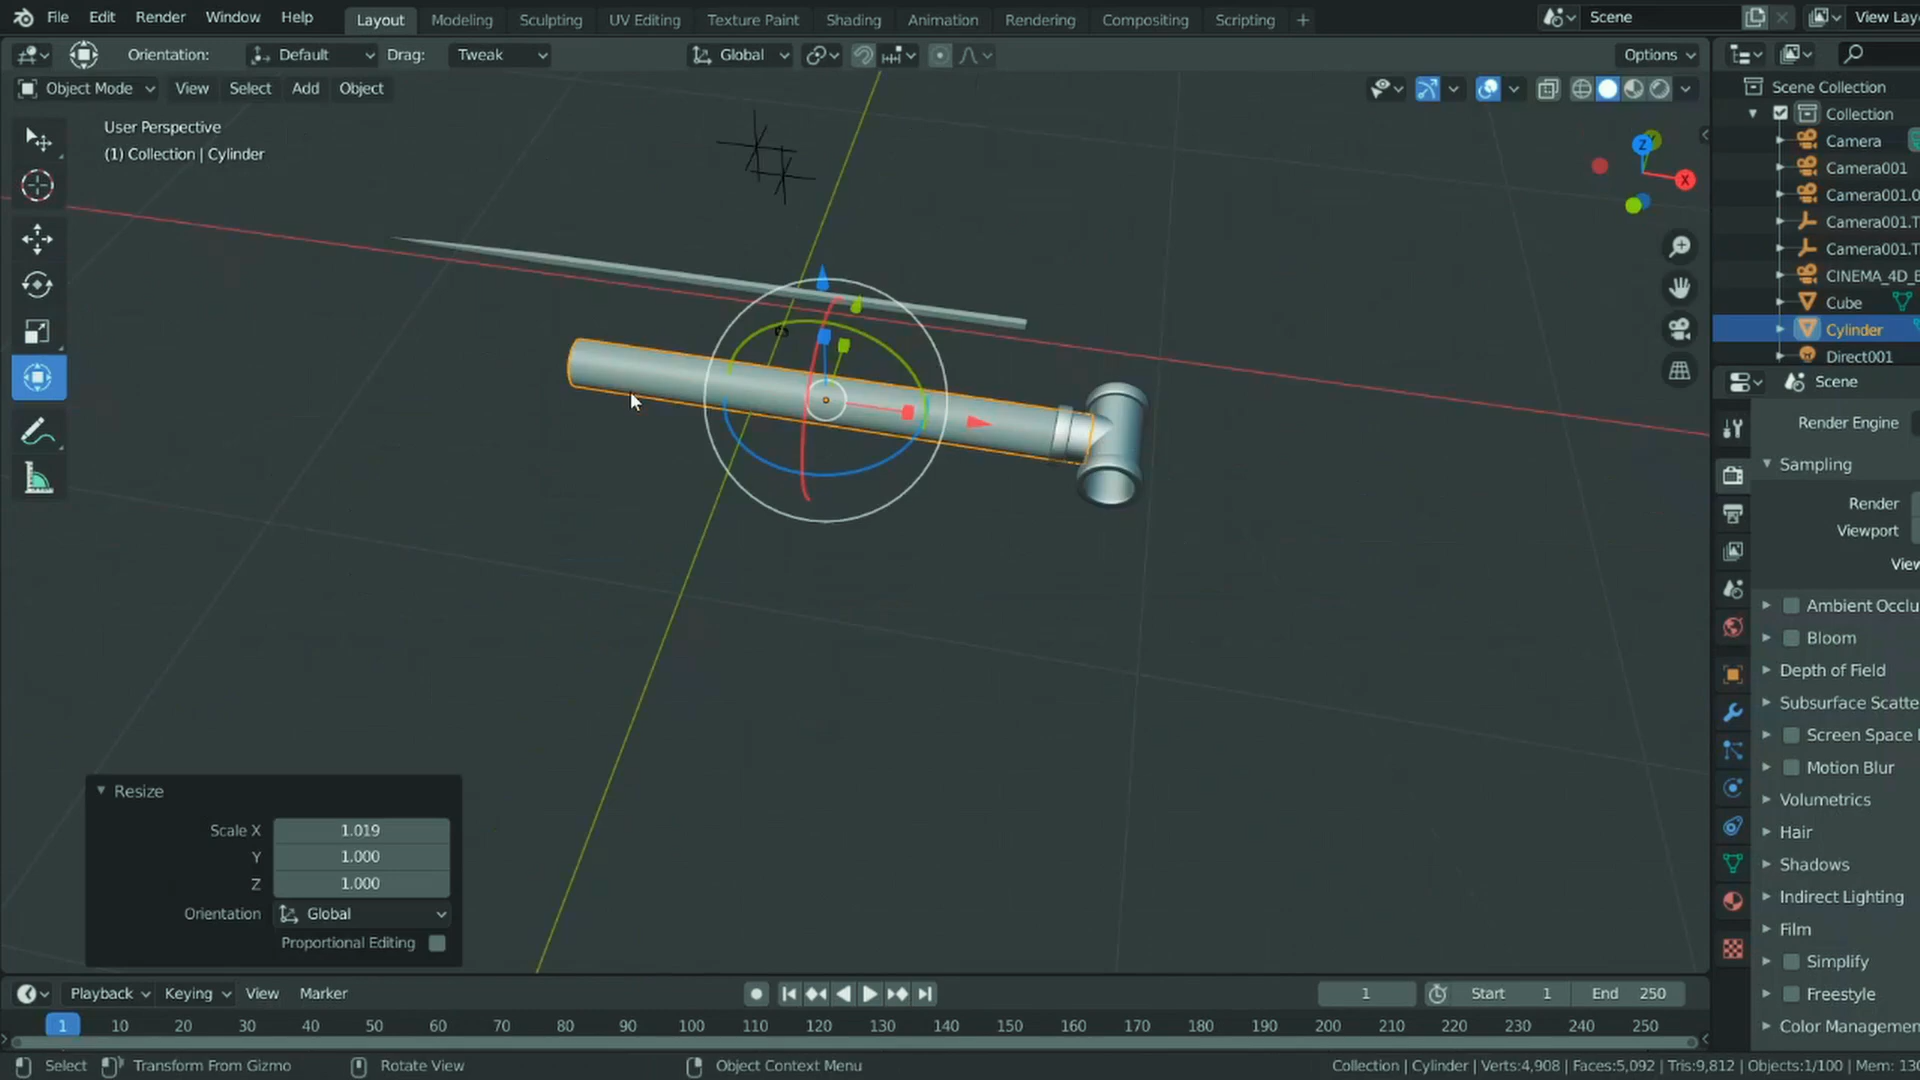 File Edit Render Window Help Layout Modeling Sculpting UV Editing Texture Paint Shading Animation Rendering Compositing Scripting + Scene View Lay
Orientation: Default Drag: Tweak Global Options
Object Mode View Select Add Object
User Perspective
(1) Collection | Cylinder
Z
X
Scene Collection
Collection
Camera
Camera001
Camera001.0
Camera001.T
Camera001.T
CINEMA_4D_E
Cube
Cylinder
Direct001
Scene
Render Engine
Sampling
Render
Viewport
View
Ambient Occlu
Bloom
Depth of Field
Subsurface Scatte
Screen Space
Motion Blur
Volumetrics
Hair
Shadows
Indirect Lighting
Film
Simplify
Freestyle
Color Managemen
Resize
Scale X 1.019
Y 1.000
Z 1.000
Orientation Global
Proportional Editing
Playback Keying View Marker 1 Start 1 End 250
1 10 20 30 40 50 60 70 80 90 100 110 120 130 140 150 160 170 180 190 200 210 220 230 240 250
Select Transform From Gizmo Rotate View Object Context Menu Collection | Cylinder | Verts:4,908 | Faces:5,092 | Tris:9,812 | Objects:1/100 | Mem: 13